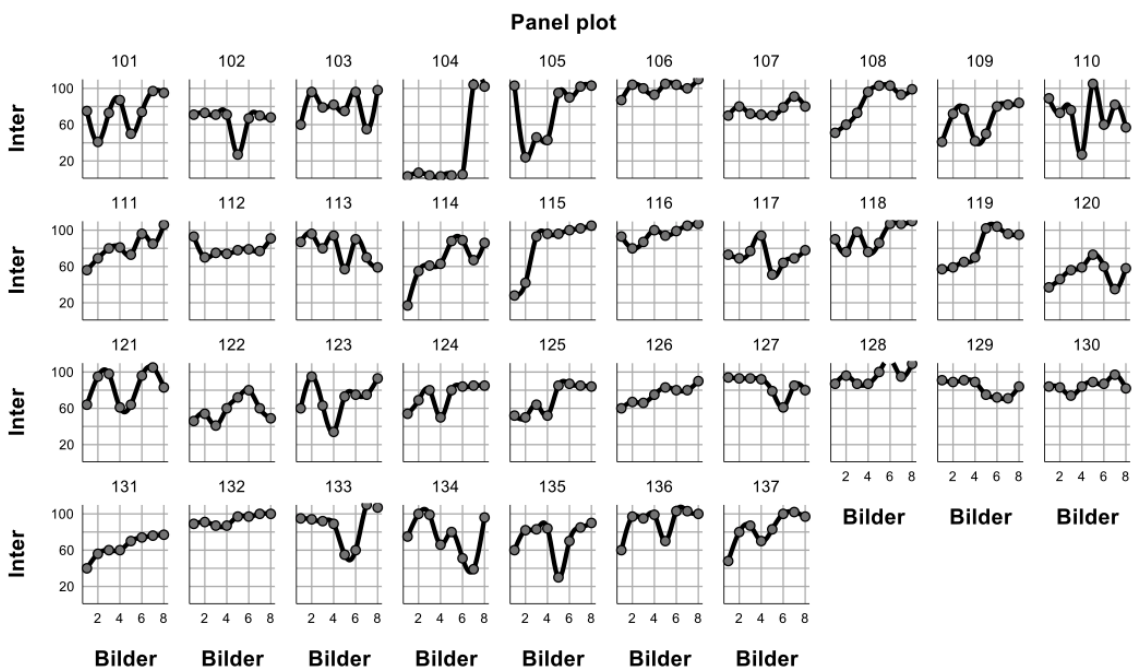 Panel plot
101 102 103 104 105 106 107 108 109 110
Inter
100
60
20
111 112 113 114 115 116 117 118 119 120
Inter
100
60
20
121 122 123 124 125 126 127 128 129 130
Inter
100
60
20
2 4 6 8 2 4 6 8 2 4 6 8
Bilder Bilder Bilder
131 132 133 134 135 136 137
Inter
100
60
20
2 4 6 8 2 4 6 8 2 4 6 8 2 4 6 8 2 4 6 8 2 4 6 8 2 4 6 8
Bilder Bilder Bilder Bilder Bilder Bilder Bilder